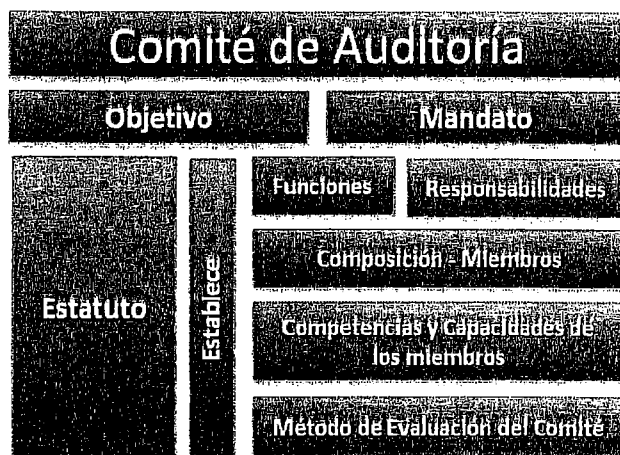 Comité de Auditoría
Objetivo
Mandato
Estatuto
Establece
Funciones
Responsabilidades
Composición - Miembros
Competencias y Capacidades de
los miembros
Método de Evaluación del Comité